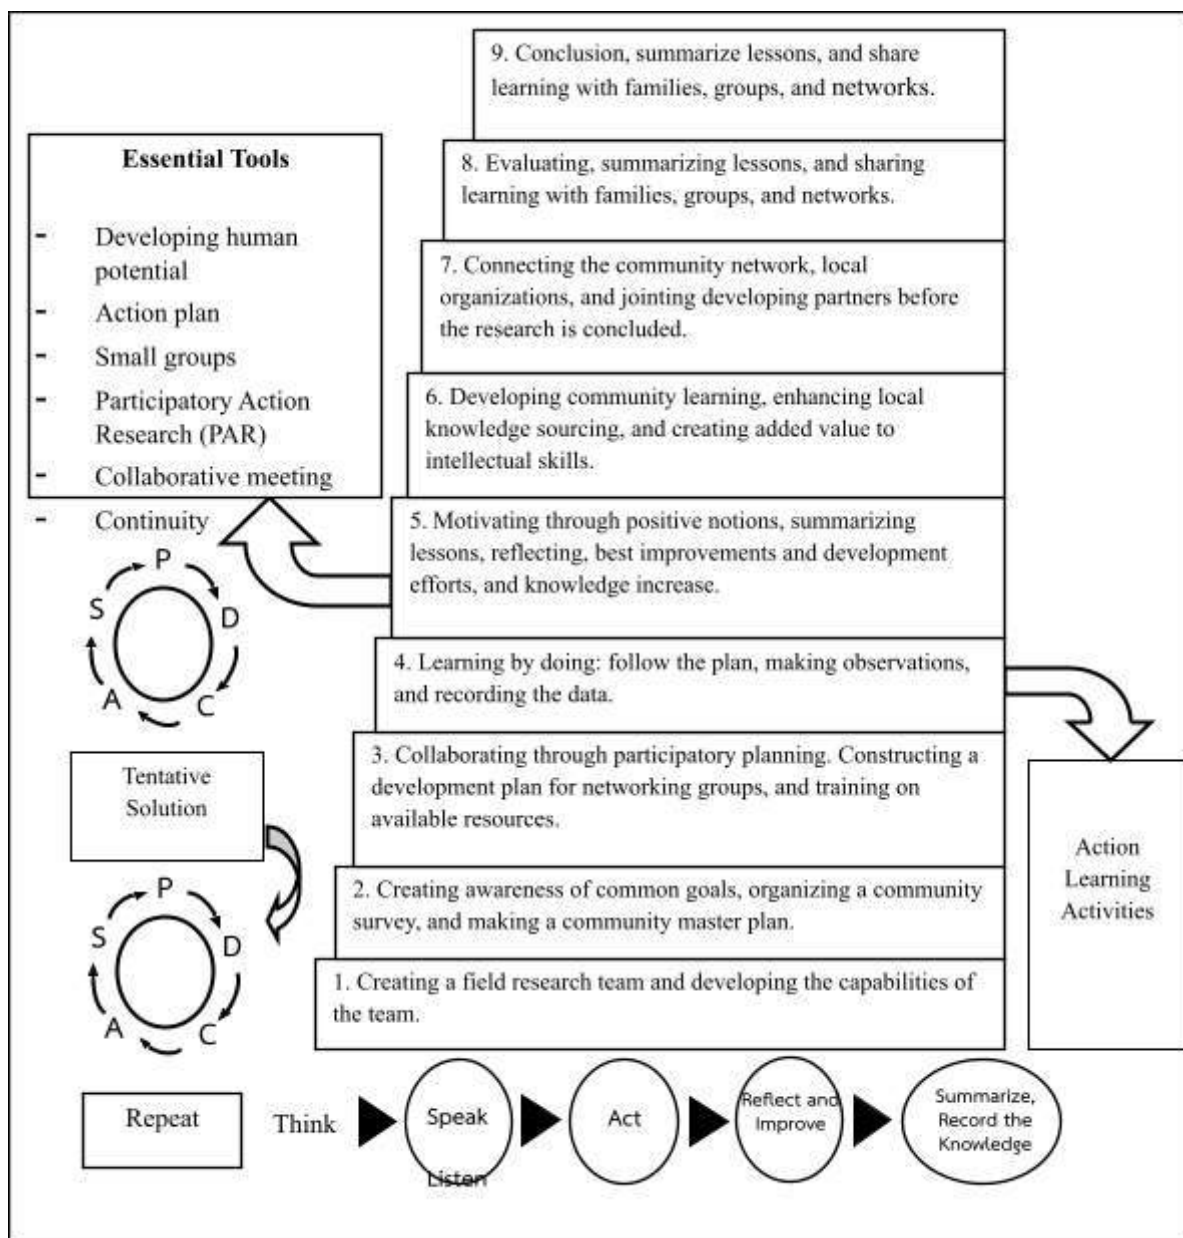 9. Conclusion, summarize lessons, and share
learning with families, groups, and networks.
Essential Tools
- Developing human
potential
- Action plan
- Small groups
- Participatory Action
Research (PAR)
- Collaborative meeting
- Continuity
8. Evaluating, summarizing lessons, and sharing
learning with families, groups, and networks.
7. Connecting the community network, local
organizations, and jointing developing partners before
the research is concluded.
6. Developing community learning, enhancing local
knowledge sourcing, and creating added value to
intellectual skills.
5. Motivating through positive notions, summarizing
lessons, reflecting, best improvements and development
efforts, and knowledge increase.
P
S
D
A
C
4. Learning by doing: follow the plan, making observations,
and recording the data.
3. Collaborating through participatory planning. Constructing a
development plan for networking groups, and training on
available resources.
Tentative
Solution
Action
Learning
Activities
2. Creating awareness of common goals, organizing a community
survey, and making a community master plan.
P
S
D
A
C
1. Creating a field research team and developing the capabilities of
the team.
Repeat
Think
Speak
Listen
Act
Reflect and
Improve
Summarize,
Record the
Knowledge